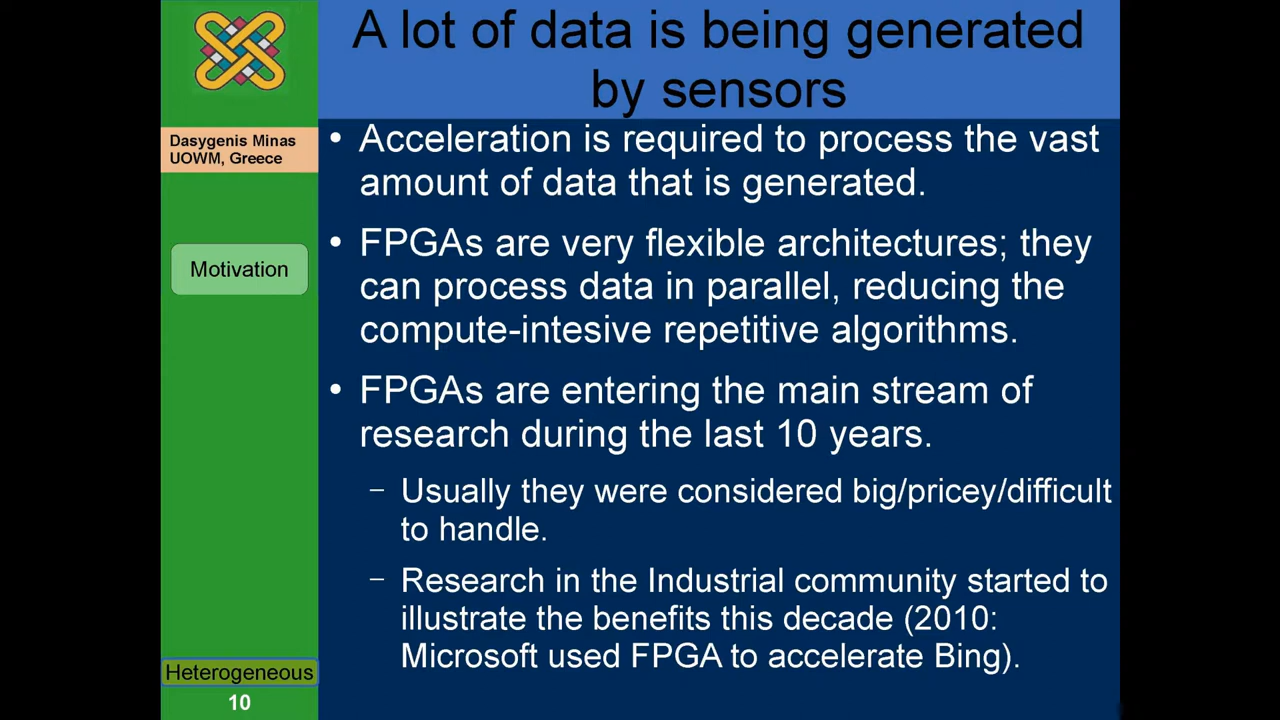 A lot of data is being generated
by sensors
Dasygenis Minas
UOWM, Greece
Motivation
• Acceleration is required to process the vast
amount of data that is generated.
• FPGAs are very flexible architectures; they
can process data in parallel, reducing the
compute-intesive repetitive algorithms.
• FPGAs are entering the main stream of
research during the last 10 years.
– Usually they were considered big/pricey/difficult
to handle.
– Research in the Industrial community started to
illustrate the benefits this decade (2010:
Microsoft used FPGA to accelerate Bing).
Heterogeneous
10